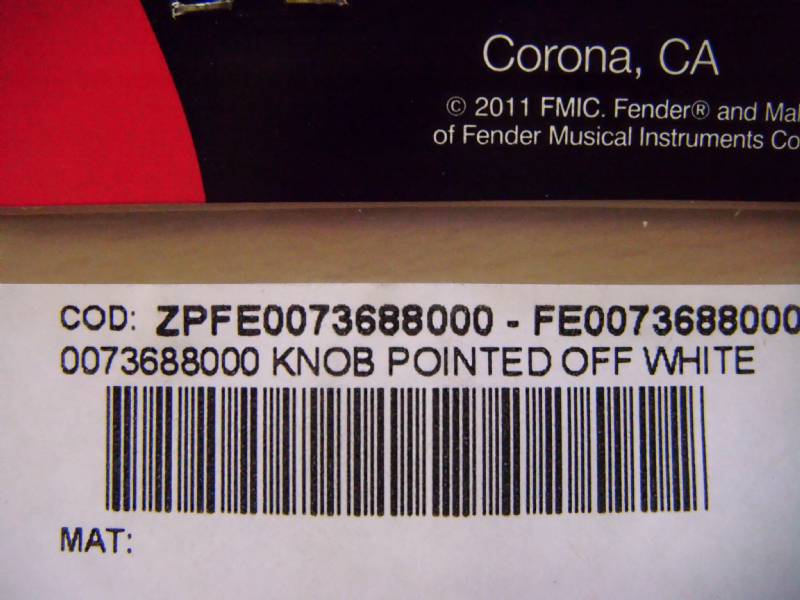 Corona, CA
© 2011 FMIC. Fender® and
of Fender Musical Instruments
COD: ZPFE0073688000 - FE0073688000
0073688000 KNOB POINTED OFF WHITE
MAT: